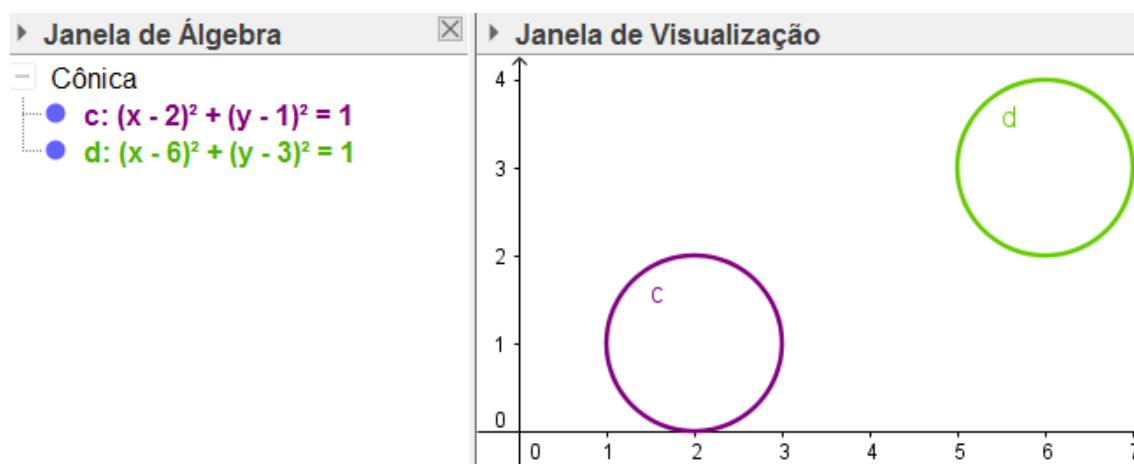 Janela de Álgebra
Cônica
c: (x - 2)² + (y - 1)² = 1
d: (x - 6)² + (y - 3)² = 1
Janela de Visualização
4
d
3
2
c
1
0
0 1 2 3 4 5 6 7